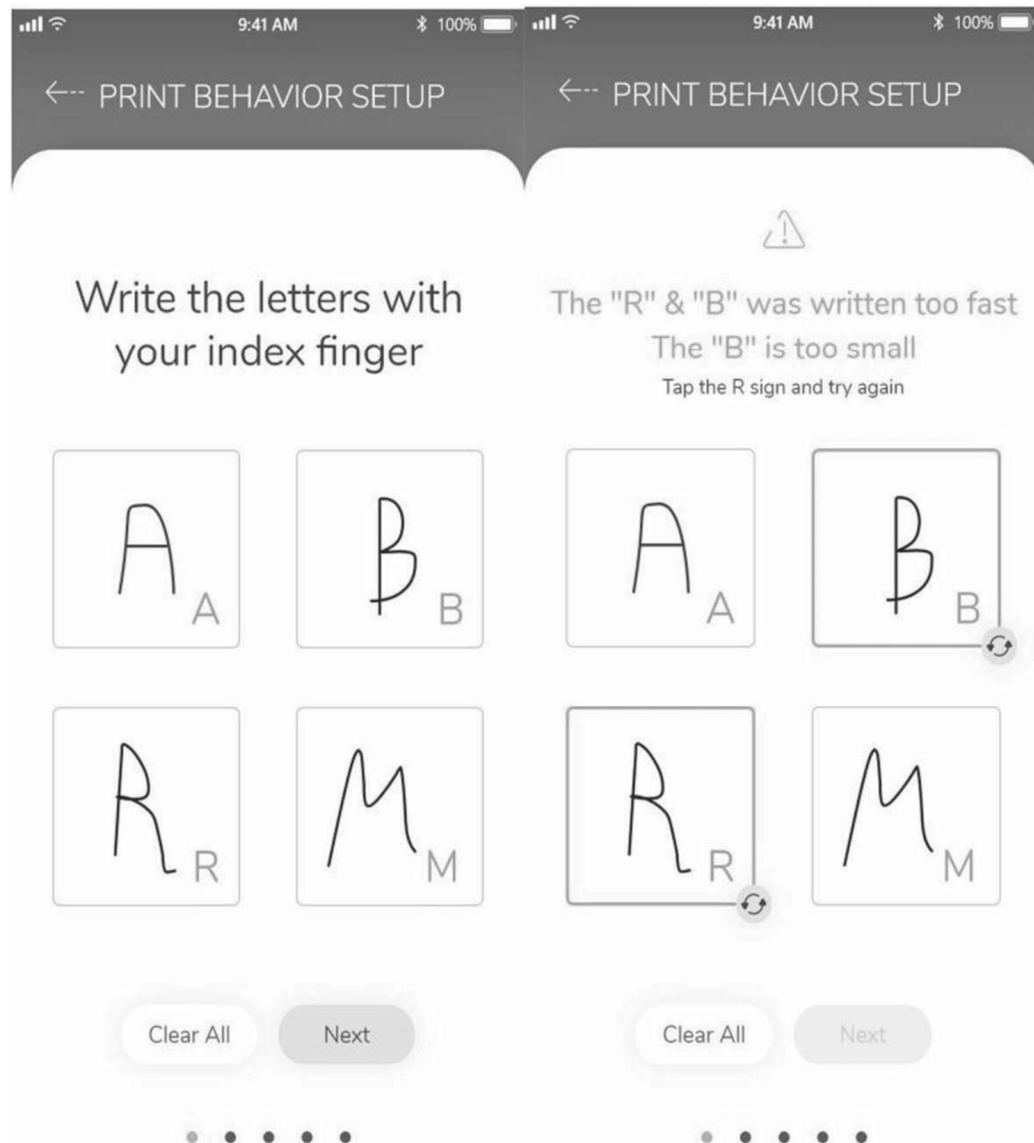 9:41 AM 100%
PRINT BEHAVIOR SETUP
Write the letters with
your index finger
A A B B
R R M M
Clear All Next
9:41 AM 100%
PRINT BEHAVIOR SETUP
The "R" & "B" was written too fast
The "B" is too small
Tap the R sign and try again
A A B B
R R M M
Clear All Next